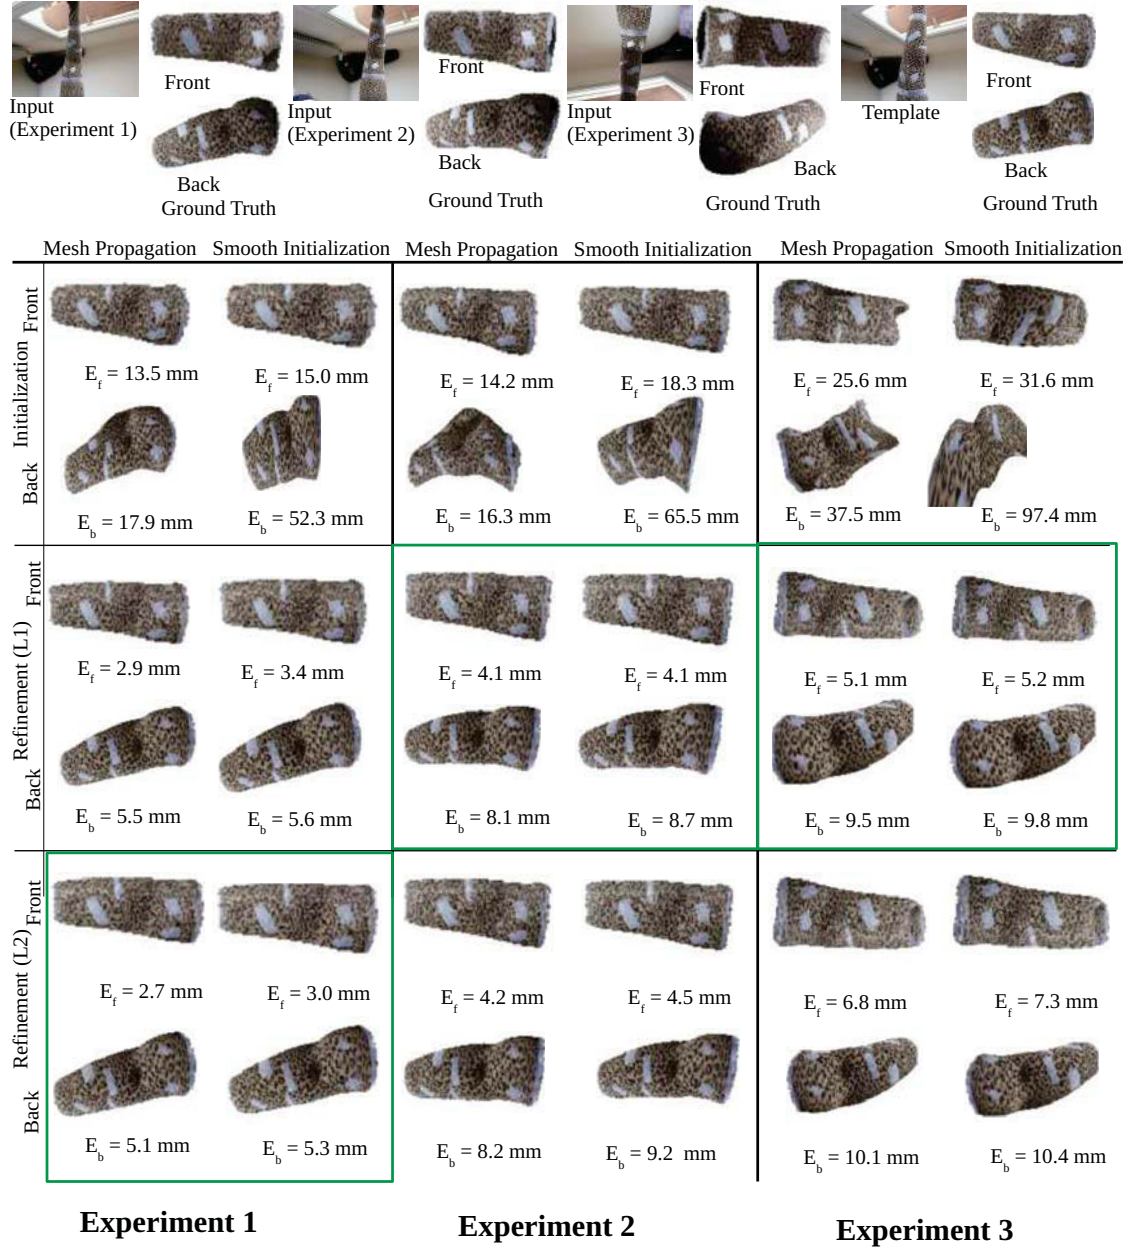 Front
Front
Front
Front
Input
(Experiment 1)
Input
(Experiment 2)
Input
(Experiment 3)
Template
Back
Back
Back
Back
Ground Truth
Ground Truth
Ground Truth
Ground Truth
Mesh Propagation Smooth Initialization Mesh Propagation Smooth Initialization Mesh Propagation Smooth Initialization
Initialization
Front
E_f = 13.5 mm E_f = 15.0 mm E_f = 14.2 mm E_f = 18.3 mm E_f = 25.6 mm E_f = 31.6 mm
Back
E_b = 17.9 mm E_b = 52.3 mm E_b = 16.3 mm E_b = 65.5 mm E_b = 37.5 mm E_b = 97.4 mm
Refinement (L1)
Front
E_f = 2.9 mm E_f = 3.4 mm E_f = 4.1 mm E_f = 4.1 mm E_f = 5.1 mm E_f = 5.2 mm
Back
E_b = 5.5 mm E_b = 5.6 mm E_b = 8.1 mm E_b = 8.7 mm E_b = 9.5 mm E_b = 9.8 mm
Refinement (L2)
Front
E_f = 2.7 mm E_f = 3.0 mm E_f = 4.2 mm E_f = 4.5 mm E_f = 6.8 mm E_f = 7.3 mm
Back
E_b = 5.1 mm E_b = 5.3 mm E_b = 8.2 mm E_b = 9.2 mm E_b = 10.1 mm E_b = 10.4 mm
Experiment 1 Experiment 2 Experiment 3